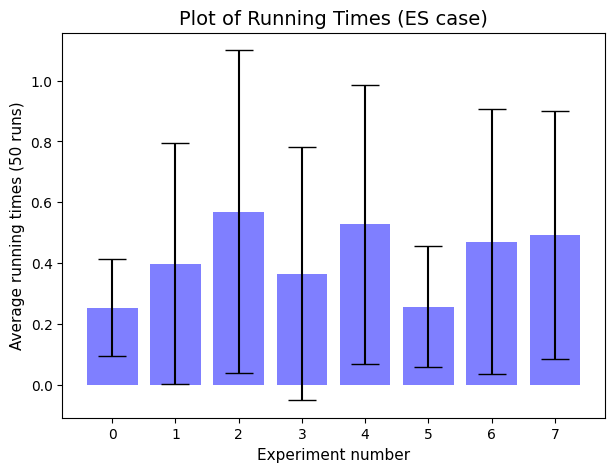 Plot of Running Times (ES case)
Average running times (50 runs)
1.0
0.8
0.6
0.4
0.2
0.0
0 1 2 3 4 5 6 7
Experiment number